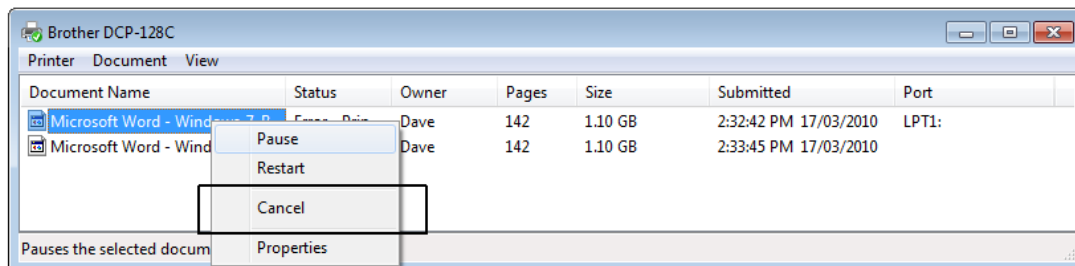 Brother DCP-128C
Printer Document View
Document Name Status Owner Pages Size Submitted Port
Microsoft Word - Windows 7 Dave 142 1.10 GB 2:32:42 PM 17/03/2010 LPT1:
Pause
Microsoft Word - Wind Dave 142 1.10 GB 2:33:45 PM 17/03/2010
Restart
Cancel
Pauses the selected docum
Properties